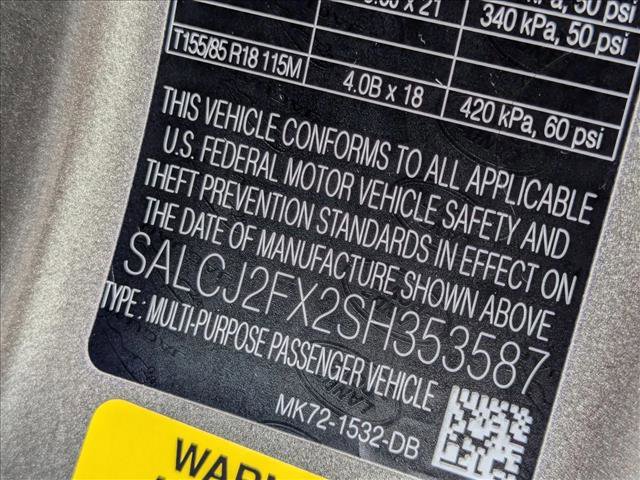 x 21
340 kPa, 50 psi
T155/85 R18 115M
4.0B x 18
420 kPa, 60 psi
THIS VEHICLE CONFORMS TO ALL APPLICABLE
U.S. FEDERAL MOTOR VEHICLE SAFETY AND
THEFT PREVENTION STANDARDS IN EFFECT ON
THE DATE OF MANUFACTURE SHOWN ABOVE
SALCJ2FX2SH353587
TYPE : MULTI-PURPOSE PASSENGER VEHICLE
MK72-1532-DB